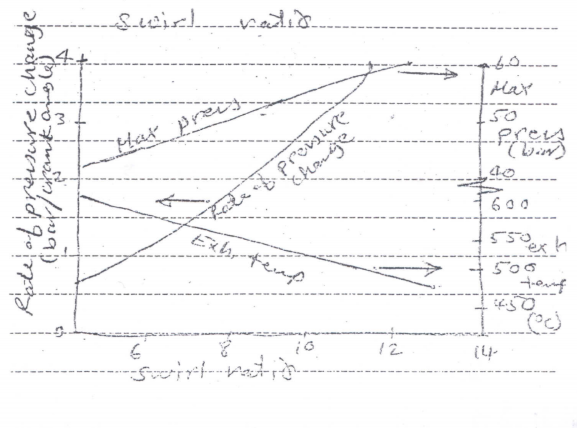 swirl ratio
Rate of pressure change
(bar/crank angle)
4
3
2
1
0
Max press
Rate of pressure
change
Exh. temp
60
Max
50
Press
(bar)
40
600
550 exh
500
temp
450
(°c)
6
8
10
12
14
swirl ratio